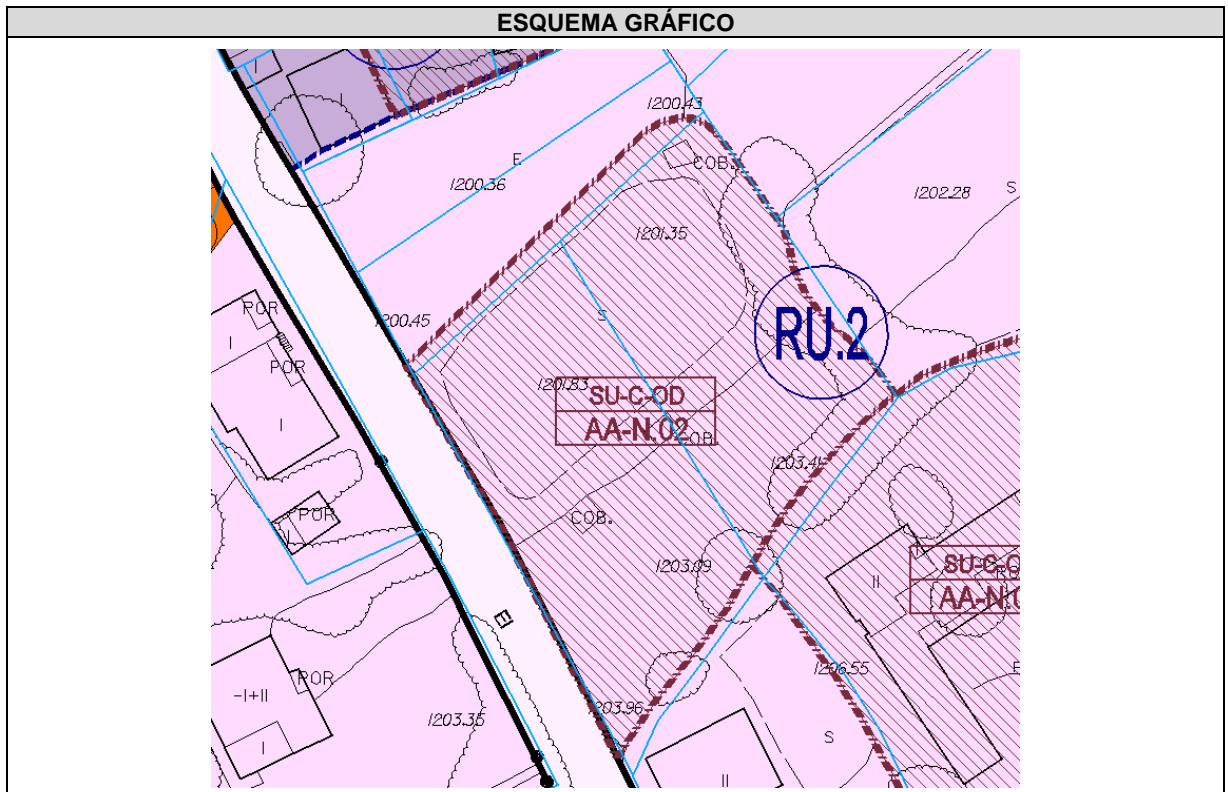 ESQUEMA GRÁFICO
I
I
1200.43
E
COB.
1200.36
1202.28
S
1201.35
POR
1200.45
S
RU.2
I
POR
1201.83
SU-C-OD
AA-N.02
OB.
I
1203.41
POR
I
COB.
1203.09
II
SU-C-O
AA-N.0
EI
POR
1206.55
E
-I+II
1203.35
1203.96
I
S
II